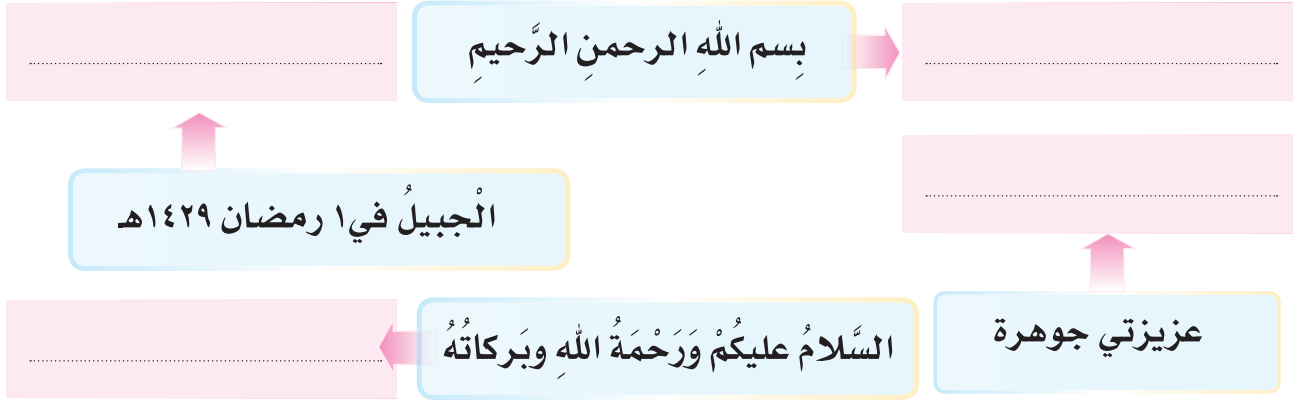 بِسم اللهِ الرحمنِ الرَّحيمِ
الْجبيلُ في١ رمضان ١٤٢٩هـ
عزيزتي جوهرة
السَّلامُ عليكُمْ وَرَحْمَةُ اللهِ وبَركاتُهُ